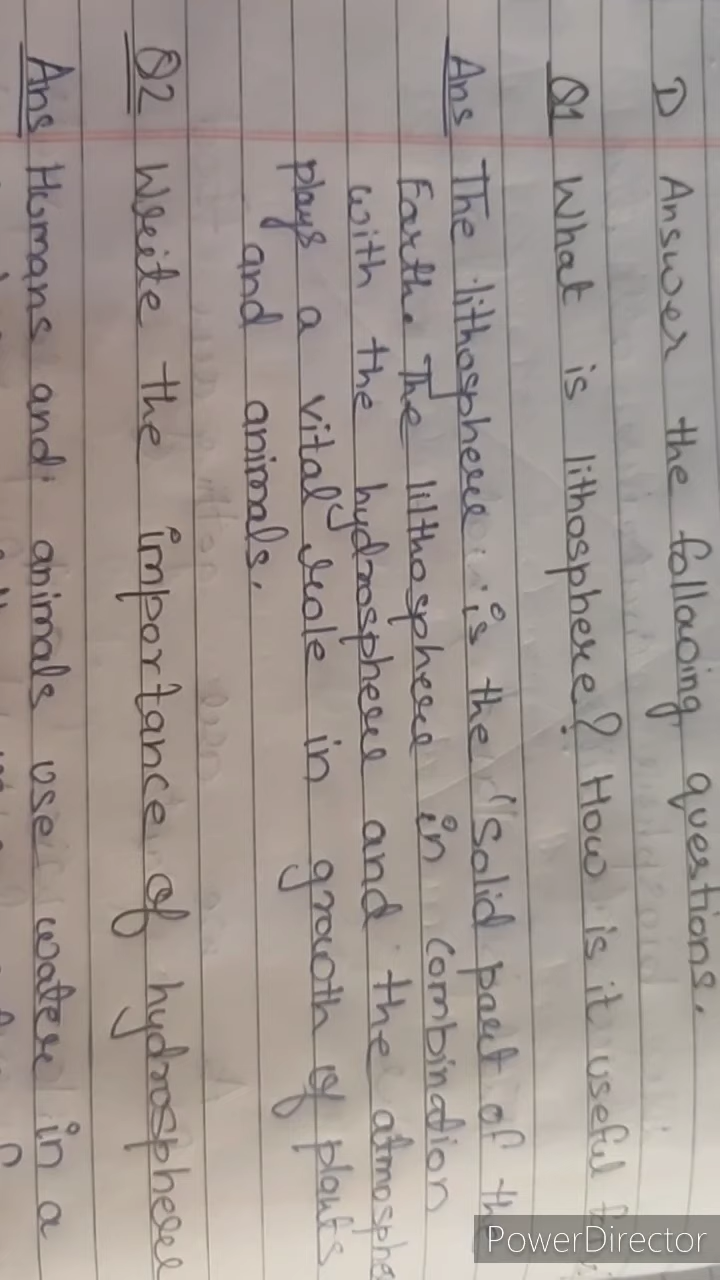 D Answer the following questions.
Q1 What is lithosphere? How is it useful
Ans The lithosphere is the solid part of the
Earth. The lithosphere in combination
with the hydrosphere and the atmosphe
plays a vital role in growth of plants
and animals.
Q2 Write the importance of hydrosphere
Ans Humans and animals use water in a
PowerDirector